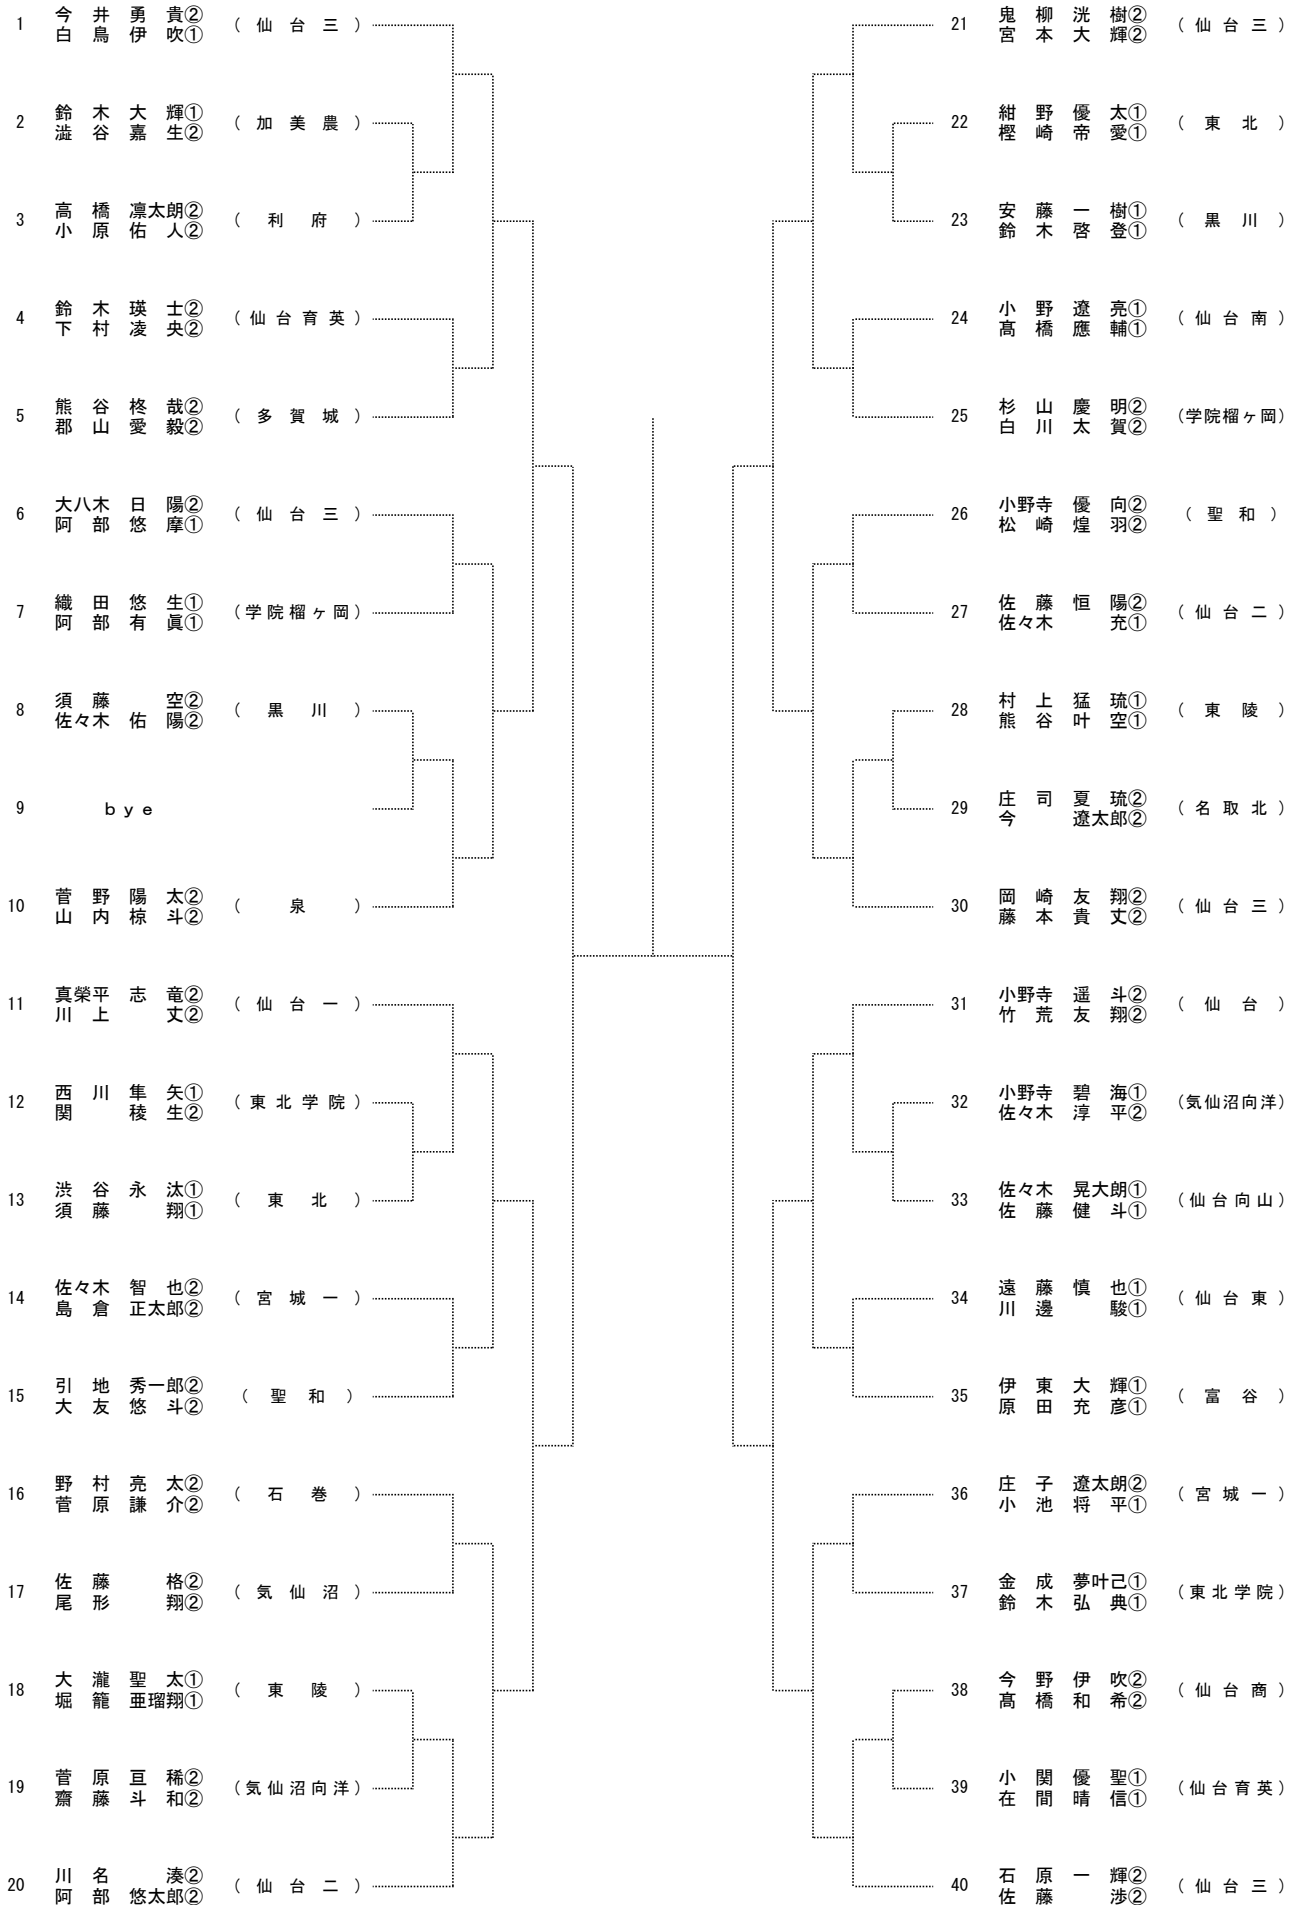 1 今井勇貴② (仙台三)
白鳥伊吹①
2 鈴木大輝① (加美農)
澁谷嘉生②
3 高橋凛太朗② (利府)
小原佑人②
4 鈴木瑛士② (仙台育英)
下村凌央②
5 熊谷柊哉② (多賀城)
郡山愛毅②
6 大八木日陽② (仙台三)
阿部悠摩①
7 織田悠生① (学院榴ヶ岡)
阿部有眞①
8 須藤空② (黒川)
佐々木佑陽②
9 bye
10 菅野陽太② (泉)
山内椋斗②
11 真榮平志竜② (仙台一)
川上丈②
12 西川隼矢① (東北学院)
関稜生②
13 渋谷永汰① (東北)
須藤翔①
14 佐々木智也② (宮城一)
島倉正太郎②
15 引地秀一郎② (聖和)
大友悠斗②
16 野村亮太② (石巻)
菅原謙介②
17 佐藤格② (気仙沼)
尾形翔②
18 大瀧聖太① (東陵)
堀籠亜瑠翔①
19 菅原亘稀② (気仙沼向洋)
齋藤斗和②
20 川名湊② (仙台二)
阿部悠太郎②
21 鬼柳洸樹② (仙台三)
宮本大輝②
22 紺野優太① (東北)
樫崎帝愛①
23 安藤一樹① (黒川)
鈴木啓登①
24 小野遼亮① (仙台南)
髙橋應輔①
25 杉山慶明② (学院榴ヶ岡)
白川太賀②
26 小野寺優向② (聖和)
松崎煌羽②
27 佐藤恒陽② (仙台二)
佐々木充①
28 村上猛琉① (東陵)
熊谷叶空①
29 庄司夏琉② (名取北)
今遼太郎②
30 岡崎友翔② (仙台三)
藤本貴丈②
31 小野寺遥斗② (仙台)
竹荒友翔②
32 小野寺碧海① (気仙沼向洋)
佐々木淳平②
33 佐々木晃大朗① (仙台向山)
佐藤健斗①
34 遠藤慎也① (仙台東)
川邊駿①
35 伊東大輝① (富谷)
原田充彦①
36 庄子遼太朗② (宮城一)
小池将平①
37 金成夢叶己① (東北学院)
鈴木弘典①
38 今野伊吹② (仙台商)
髙橋和希②
39 小関優聖① (仙台育英)
在間晴信①
40 石原一輝② (仙台三)
佐藤渉②